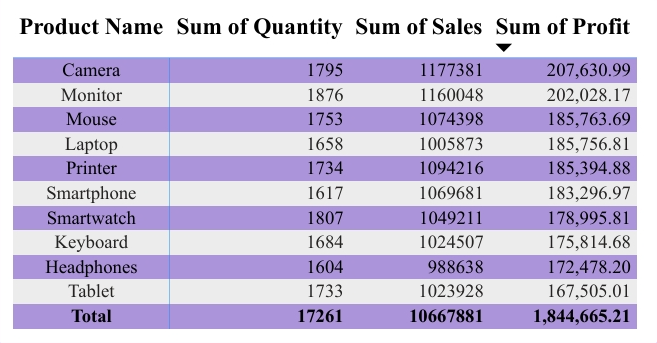 Product Name Sum of Quantity Sum of Sales Sum of Profit
Camera 1795 1177381 207,630.99
Monitor 1876 1160048 202,028.17
Mouse 1753 1074398 185,763.69
Laptop 1658 1005873 185,756.81
Printer 1734 1094216 185,394.88
Smartphone 1617 1069681 183,296.97
Smartwatch 1807 1049211 178,995.81
Keyboard 1684 1024507 175,814.68
Headphones 1604 988638 172,478.20
Tablet 1733 1023928 167,505.01
Total 17261 10667881 1,844,665.21